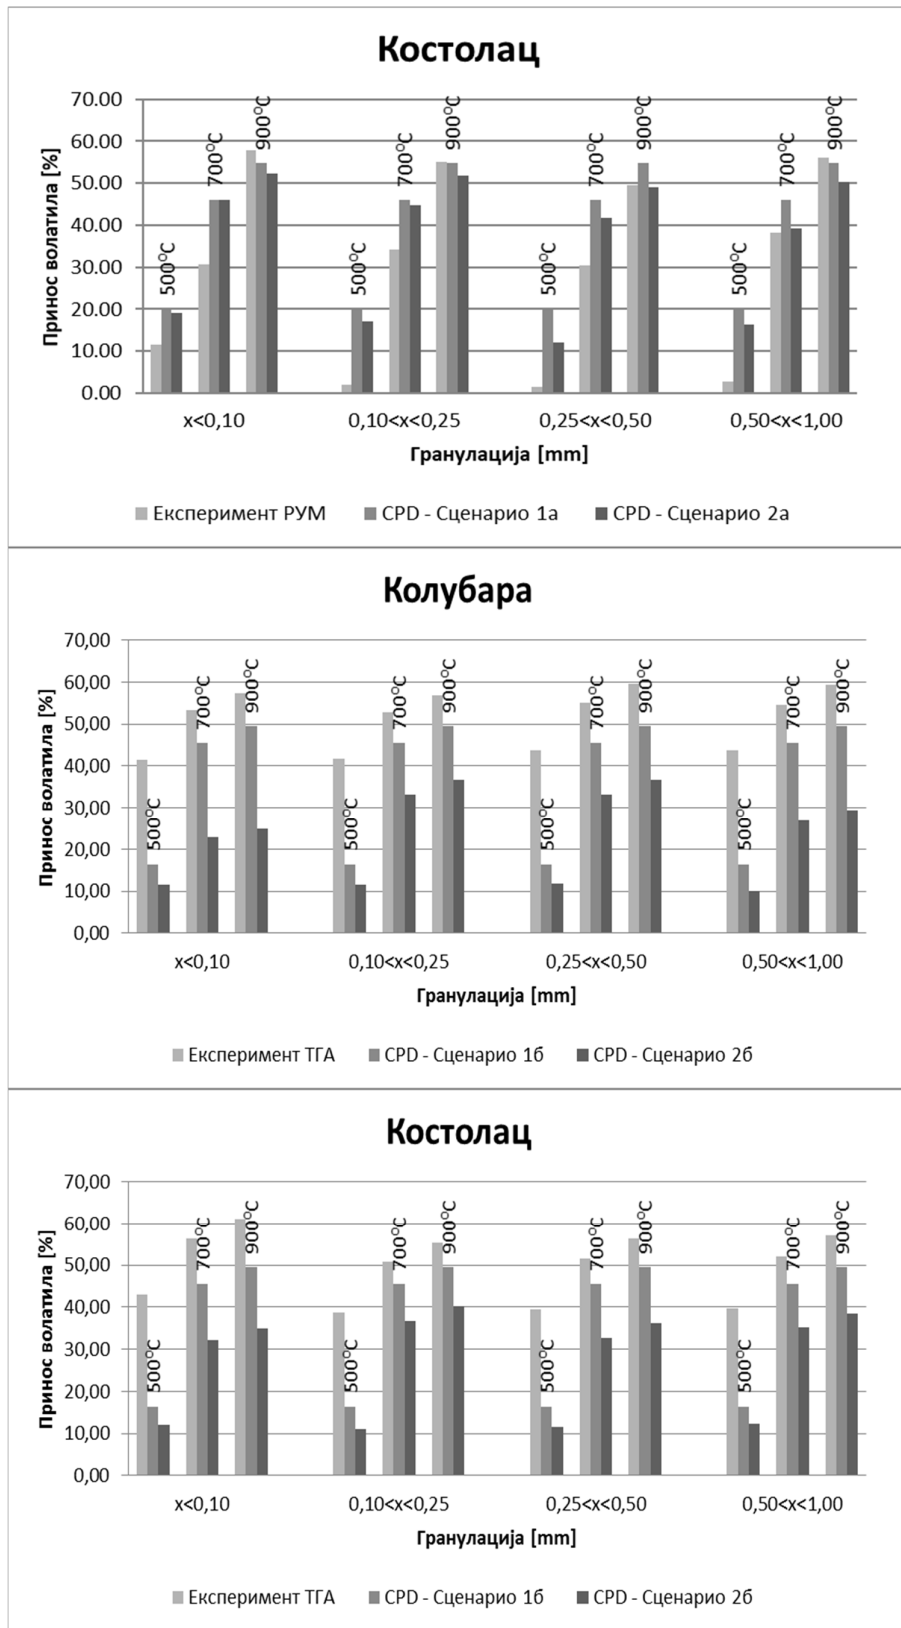 Костолац
Принос волатила [%]
70.00
60.00
50.00
40.00
30.00
20.00
10.00
0.00
500°C
700°C
900°C
500°C
700°C
900°C
500°C
700°C
900°C
500°C
700°C
900°C
x<0,10
0,10<x<0,25
0,25<x<0,50
0,50<x<1,00
Гранулација [mm]
Експеримент РУМ
CPD - Сценарио 1а
CPD - Сценарио 2а
Колубара
Принос волатила [%]
70,00
60,00
50,00
40,00
30,00
20,00
10,00
0,00
500°C
700°C
900°C
500°C
700°C
900°C
500°C
700°C
900°C
500°C
700°C
900°C
x<0,10
0,10<x<0,25
0,25<x<0,50
0,50<x<1,00
Гранулација [mm]
Експеримент ТГА
CPD - Сценарио 1б
CPD - Сценарио 2б
Костолац
Принос волатила [%]
70,00
60,00
50,00
40,00
30,00
20,00
10,00
0,00
500°C
700°C
900°C
500°C
700°C
900°C
500°C
700°C
900°C
500°C
700°C
900°C
x<0,10
0,10<x<0,25
0,25<x<0,50
0,50<x<1,00
Гранулација [mm]
Експеримент ТГА
CPD - Сценарио 1б
CPD - Сценарио 2б